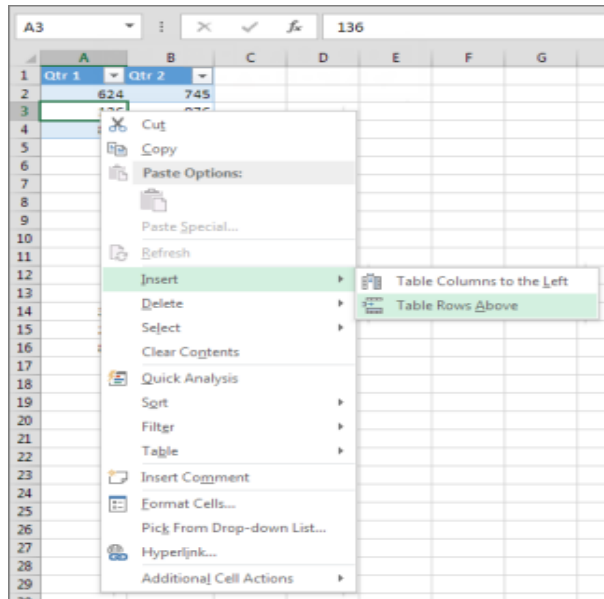 A3
fx 136
A B C D E F G
1 Qtr 1 Qtr 2
2 624 745
3
4
5
6
7
8
9
10
11
12
13
14
15
16
17
18
19
20
21
22
23
24
25
26
27
28
29
Cut
Copy
Paste Options:
Paste Special...
Refresh
Insert
Delete
Select
Clear Contents
Quick Analysis
Sort
Filter
Table
Insert Comment
Format Cells...
Pick From Drop-down List...
Hyperlink...
Additional Cell Actions
Table Columns to the Left
Table Rows Above